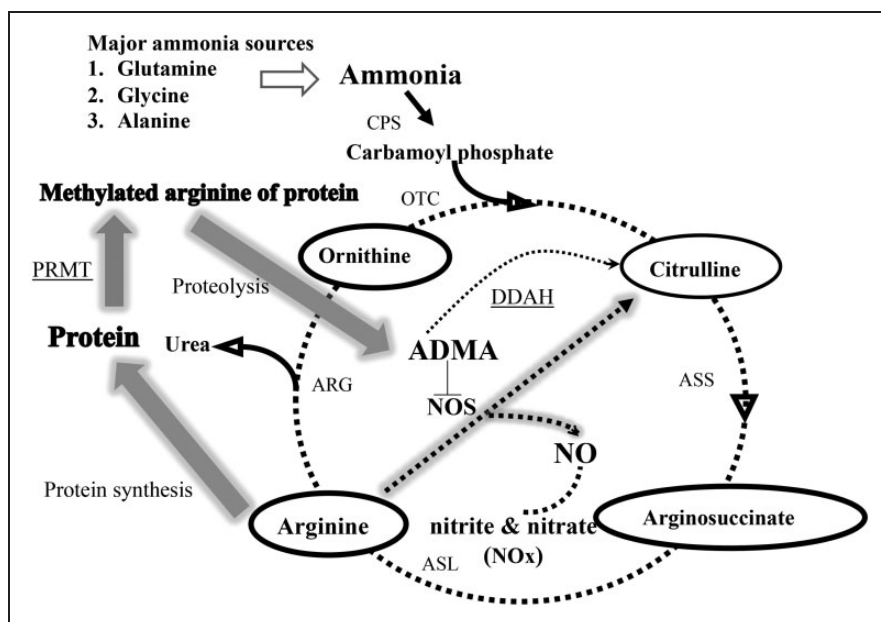 Major ammonia sources
1. Glutamine
2. Glycine
3. Alanine
Ammonia
CPS
Carbamoyl phosphate
Methylated arginine of protein
OTC
PRMT
Ornithine
Citrulline
Proteolysis
DDAH
Protein
Urea
ADMA
ARG
ASS
NOS
NO
Protein synthesis
Arginine
nitrite & nitrate
(NOx)
Arginosuccinate
ASL